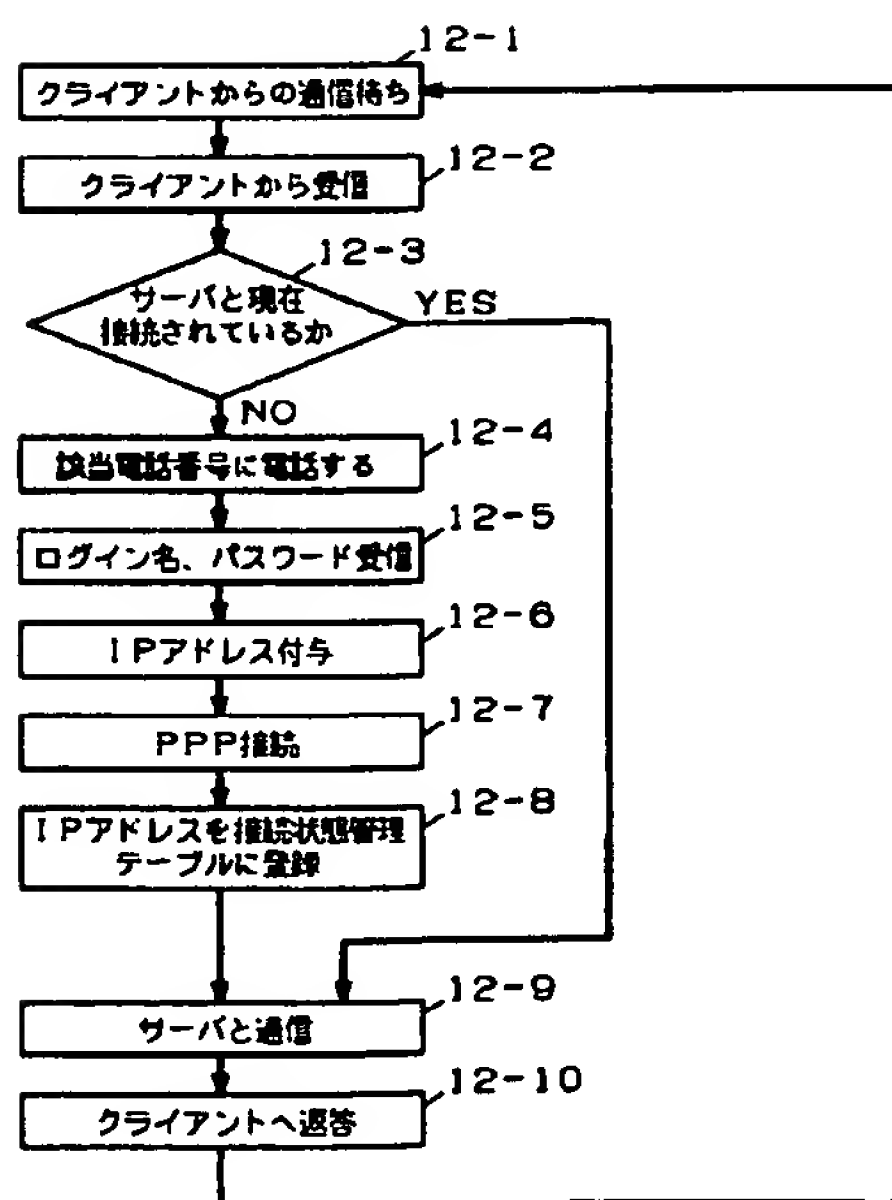 12-1
クライアントからの通信待ち
12-2
クライアントから受信
12-3
サーバと現在
接続されているか
YES
NO
12-4
該当電話番号に電話する
12-5
ログイン名、パスワード受信
12-6
IPアドレス付与
12-7
PPP接続
12-8
IPアドレスを接続状態管理
テーブルに登録
12-9
サーバと通信
12-10
クライアントへ返答